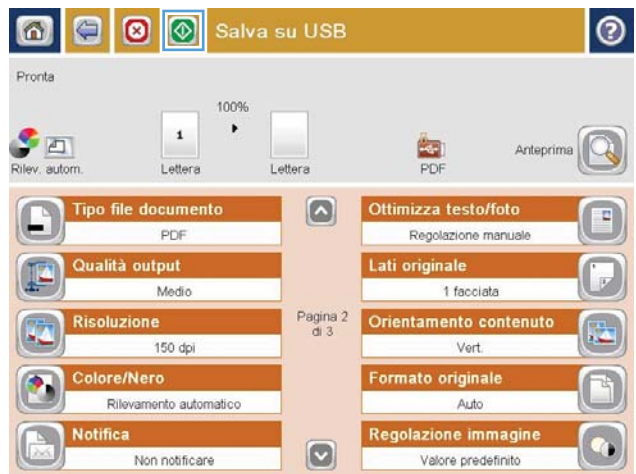 Salva su USB
?
Pronta
100%
1
Rilev. autom.
Lettera
Lettera
PDF
Anteprima
Tipo file documento
PDF
Qualità output
Medio
Risoluzione
150 dpi
Colore/Nero
Rilevamento automatico
Notifica
Non notificare
Pagina 2
di 3
Ottimizza testo/foto
Regolazione manuale
Lati originale
1 facciata
Orientamento contenuto
Vert.
Formato originale
Auto
Regolazione immagine
Valore predefinito